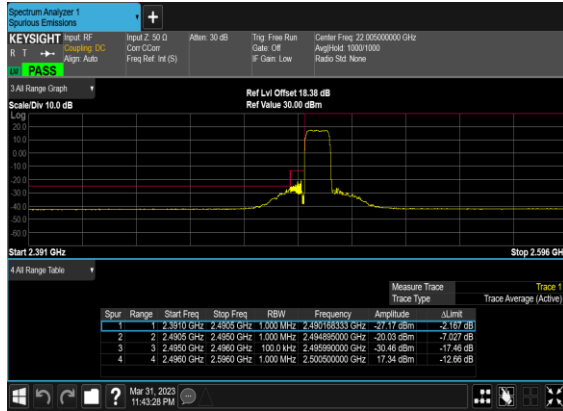 Spectrum Analyzer 1
Spurious Emissions
+
KEYSIGHT Input: RF Input Z: 50 Ω Atten: 30 dB Trig: Free Run Center Freq: 22.005000000 GHz
R T Coupling: DC Corr CCorr Gate: Off Avg|Hold: 1000/1000
Align: Auto Freq Ref: Int (S) IF Gain: Low Radio Std: None
PASS
3 All Range Graph
Ref Lvl Offset 18.38 dB
Scale/Div 10.0 dB Ref Value 30.00 dBm
Log
20.0
10.0
0.00
-10.0
-20.0
-30.0
-40.0
-50.0
-60.0
Start 2.391 GHz Stop 2.596 GH
4 All Range Table
Measure Trace Trace 1
Trace Type Trace Average (Active)
Spur Range Start Freq Stop Freq RBW Frequency Amplitude ΔLimit
1 1 2.3910 GHz 2.4905 GHz 1.000 MHz 2.490168333 GHz -27.17 dBm -2.167 dB
2 2 2.4905 GHz 2.4950 GHz 1.000 MHz 2.494895000 GHz -20.03 dBm -7.027 dB
3 3 2.4950 GHz 2.4960 GHz 100.0 kHz 2.495990000 GHz -30.46 dBm -17.46 dB
4 4 2.4960 GHz 2.5960 GHz 1.000 MHz 2.500500000 GHz 17.34 dBm -12.66 dB
? Mar 31, 2023
11:43:28 PM